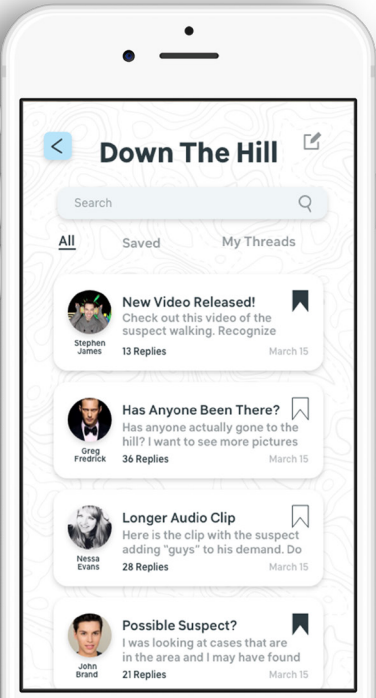 Down The Hill
Search
All Saved My Threads
New Video Released!
Check out this video of the
suspect walking. Recognize
Stephen
James
13 Replies March 15
Has Anyone Been There?
Has anyone actually gone to the
hill? I want to see more pictures
Greg
Fredrick
36 Replies March 15
Longer Audio Clip
Here is the clip with the suspect
adding "guys" to his demand. Do
Nessa
Evans
28 Replies March 15
Possible Suspect?
I was looking at cases that are
in the area and I may have found
John
Brand
21 Replies March 15